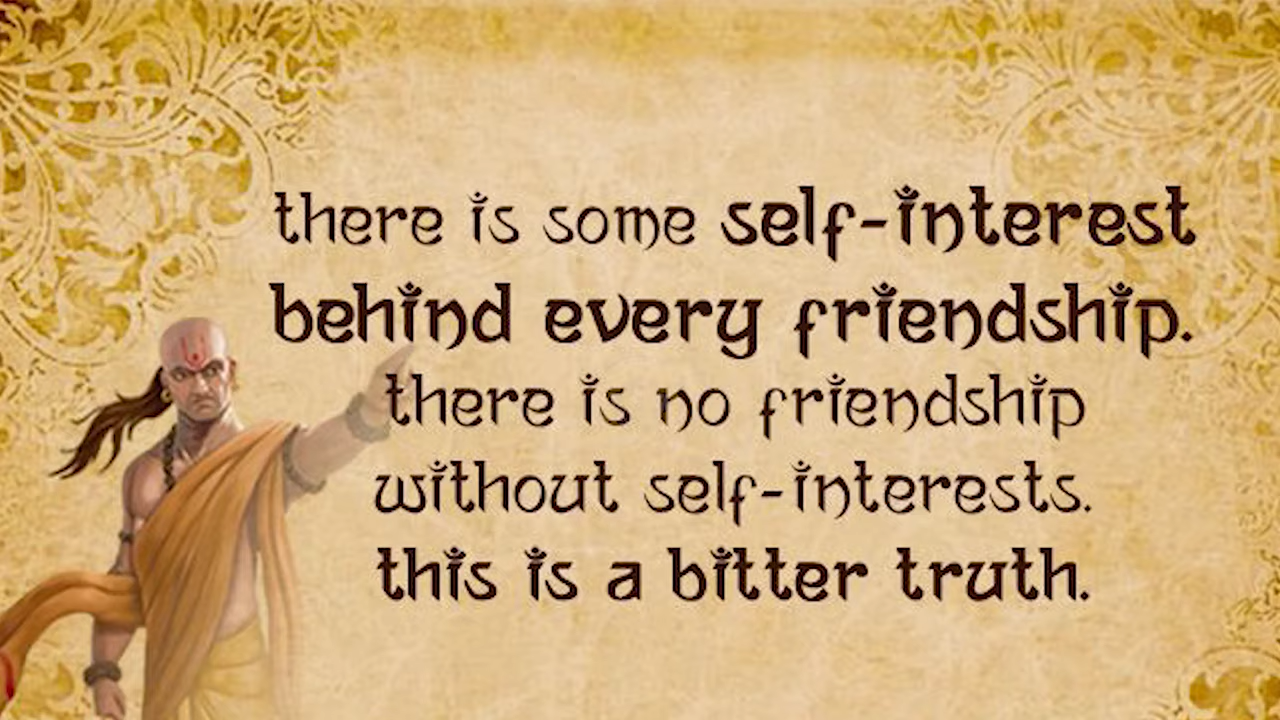 there is some self-interest
behind every friendship.
there is no friendship
without self-interests.
this is a bitter truth.